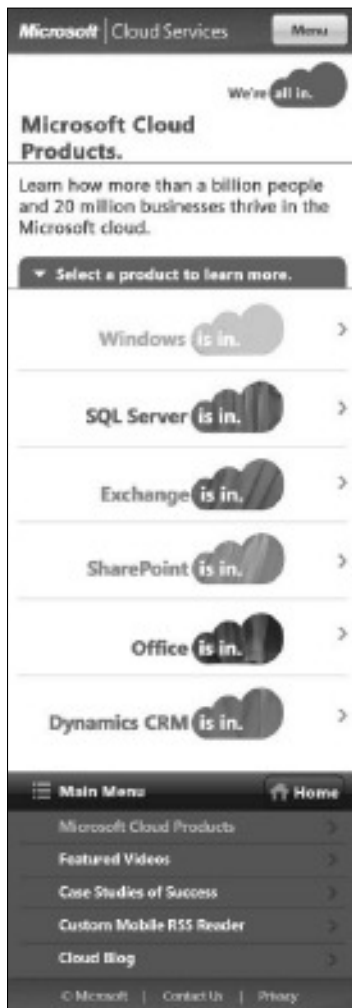 Microsoft | Cloud Services Menu
We're all in.
Microsoft Cloud
Products.
Learn how more than a billion people
and 20 million businesses thrive in the
Microsoft cloud.
Select a product to learn more.
Windows is in.
SQL Server is in.
Exchange is in.
SharePoint is in.
Office is in.
Dynamics CRM is in.
Main Menu Home
Microsoft Cloud Products
Featured Videos
Case Studies of Success
Custom Mobile RSS Reader
Cloud Blog
© Microsoft | Contact Us | Privacy